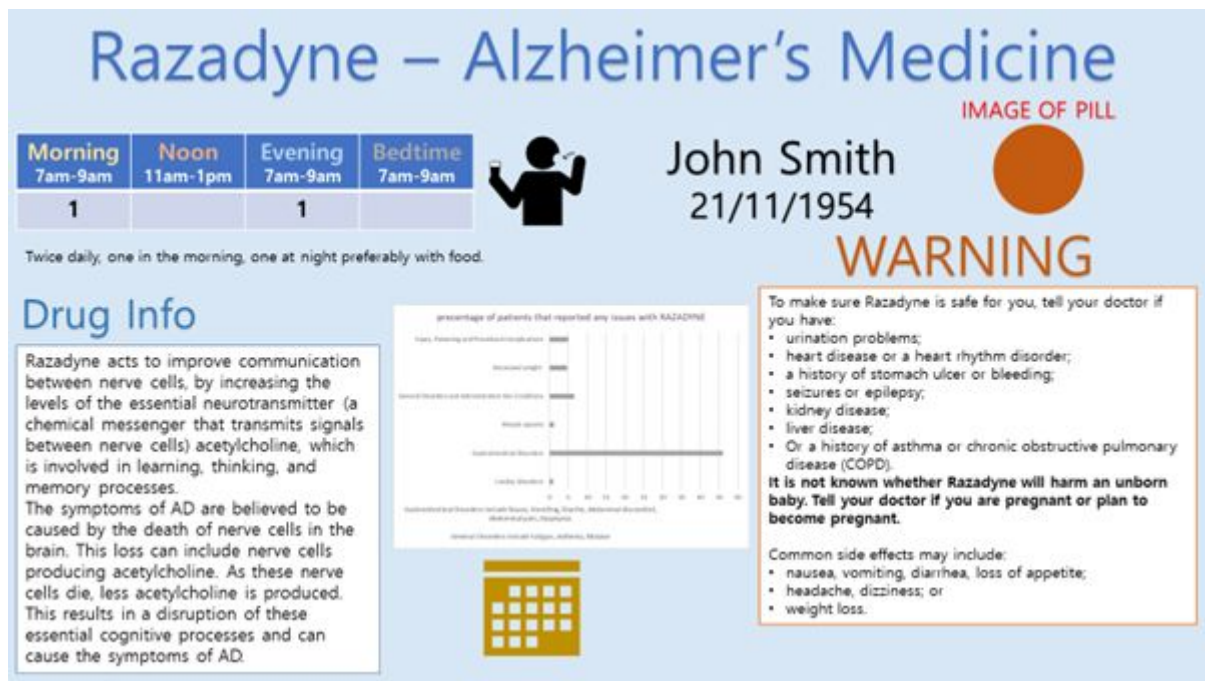 Razadyne – Alzheimer's Medicine
IMAGE OF PILL
Morning Noon Evening Bedtime
7am-9am 11am-1pm 7am-9am 7am-9am
1 1
John Smith
21/11/1954
Twice daily, one in the morning, one at night preferably with food.
WARNING
Drug Info
Razadyne acts to improve communication
between nerve cells, by increasing the
levels of the essential neurotransmitter (a
chemical messenger that transmits signals
between nerve cells) acetylcholine, which
is involved in learning, thinking, and
memory processes.
The symptoms of AD are believed to be
caused by the death of nerve cells in the
brain. This loss can include nerve cells
producing acetylcholine. As these nerve
cells die, less acetylcholine is produced.
This results in a disruption of these
essential cognitive processes and can
cause the symptoms of AD.
percentage of patients that reported any issues with RAZADYNE
To make sure Razadyne is safe for you, tell your doctor if
you have:
• urination problems;
• heart disease or a heart rhythm disorder;
• a history of stomach ulcer or bleeding;
• seizures or epilepsy;
• kidney disease;
• liver disease;
• Or a history of asthma or chronic obstructive pulmonary
disease (COPD).
It is not known whether Razadyne will harm an unborn
baby. Tell your doctor if you are pregnant or plan to
become pregnant.
Common side effects may include:
• nausea, vomiting, diarrhea, loss of appetite;
• headache, dizziness; or
• weight loss.